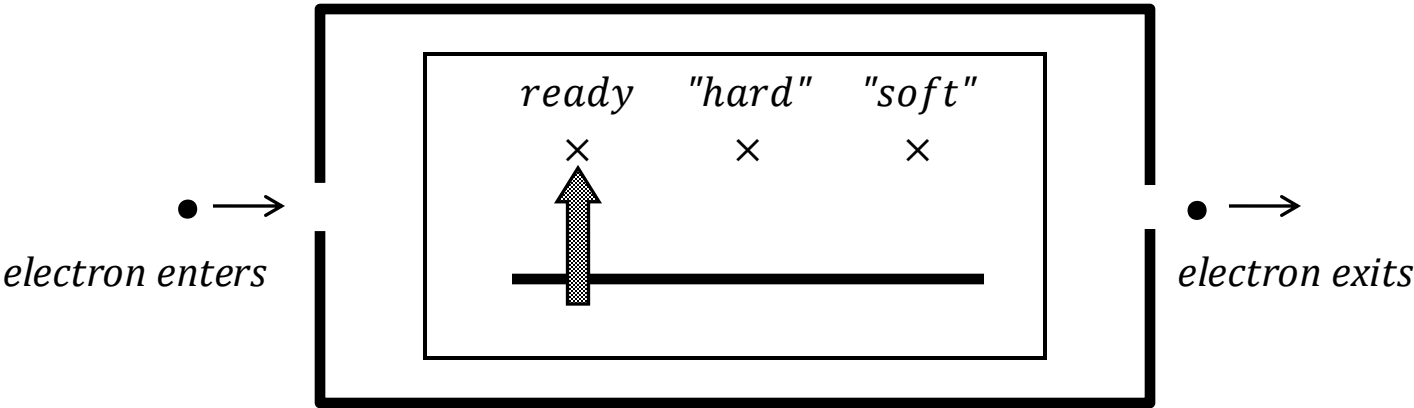 ready "hard" "soft"
× × ×
electron enters
electron exits